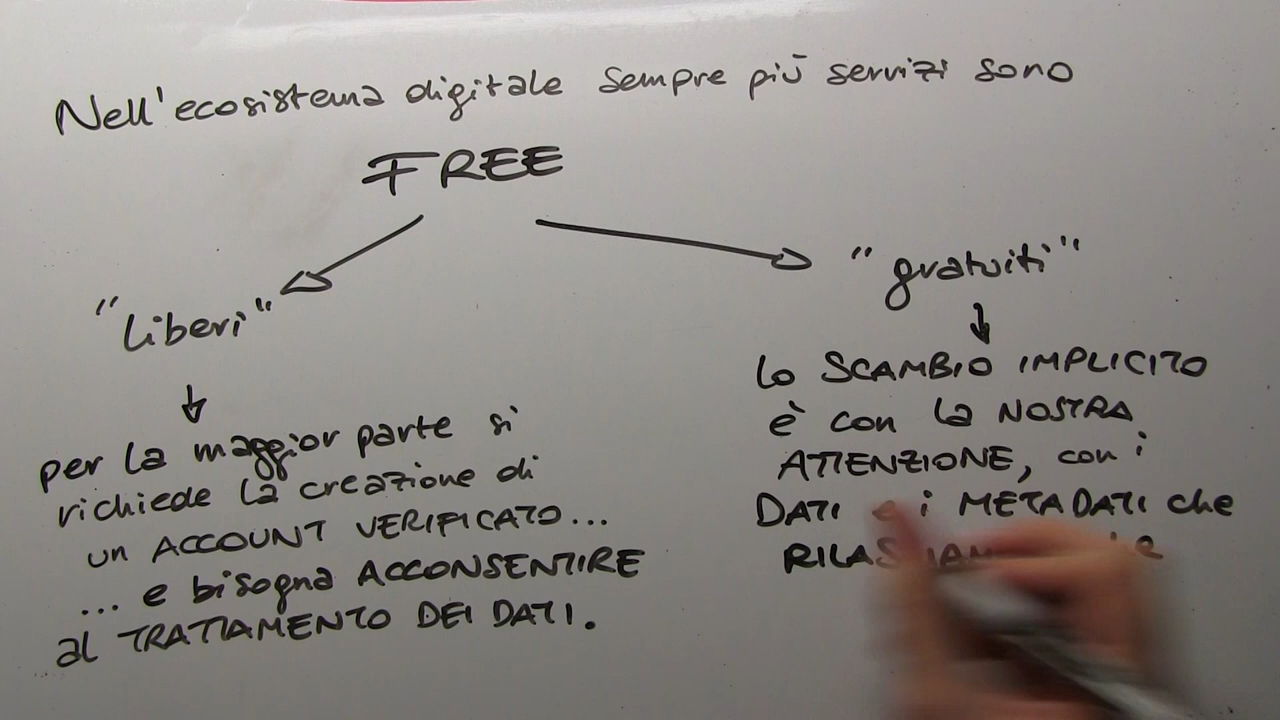 Nell'ecosistema digitale sempre più servizi sono
FREE
"liberi"
per la maggior parte si
richiede la creazione di
un ACCOUNT VERIFICATO...
... e bisogna ACCONSENTIRE
al TRATTAMENTO DEI DATI.
"gratuiti"
lo SCAMBIO IMPLICITO
è con la NOSTRA
ATTENZIONE, con i
DATI e i METADATI che